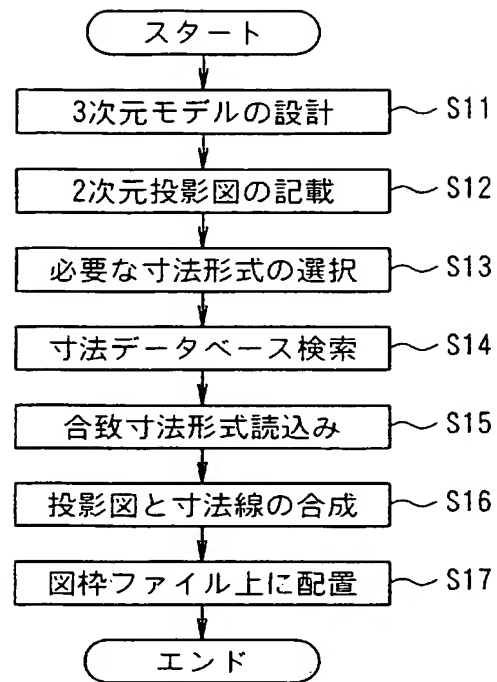 スタート
3次元モデルの設計 S11
2次元投影図の記載 S12
必要な寸法形式の選択 S13
寸法データベース検索 S14
合致寸法形式読込み S15
投影図と寸法線の合成 S16
図枠ファイル上に配置 S17
エンド